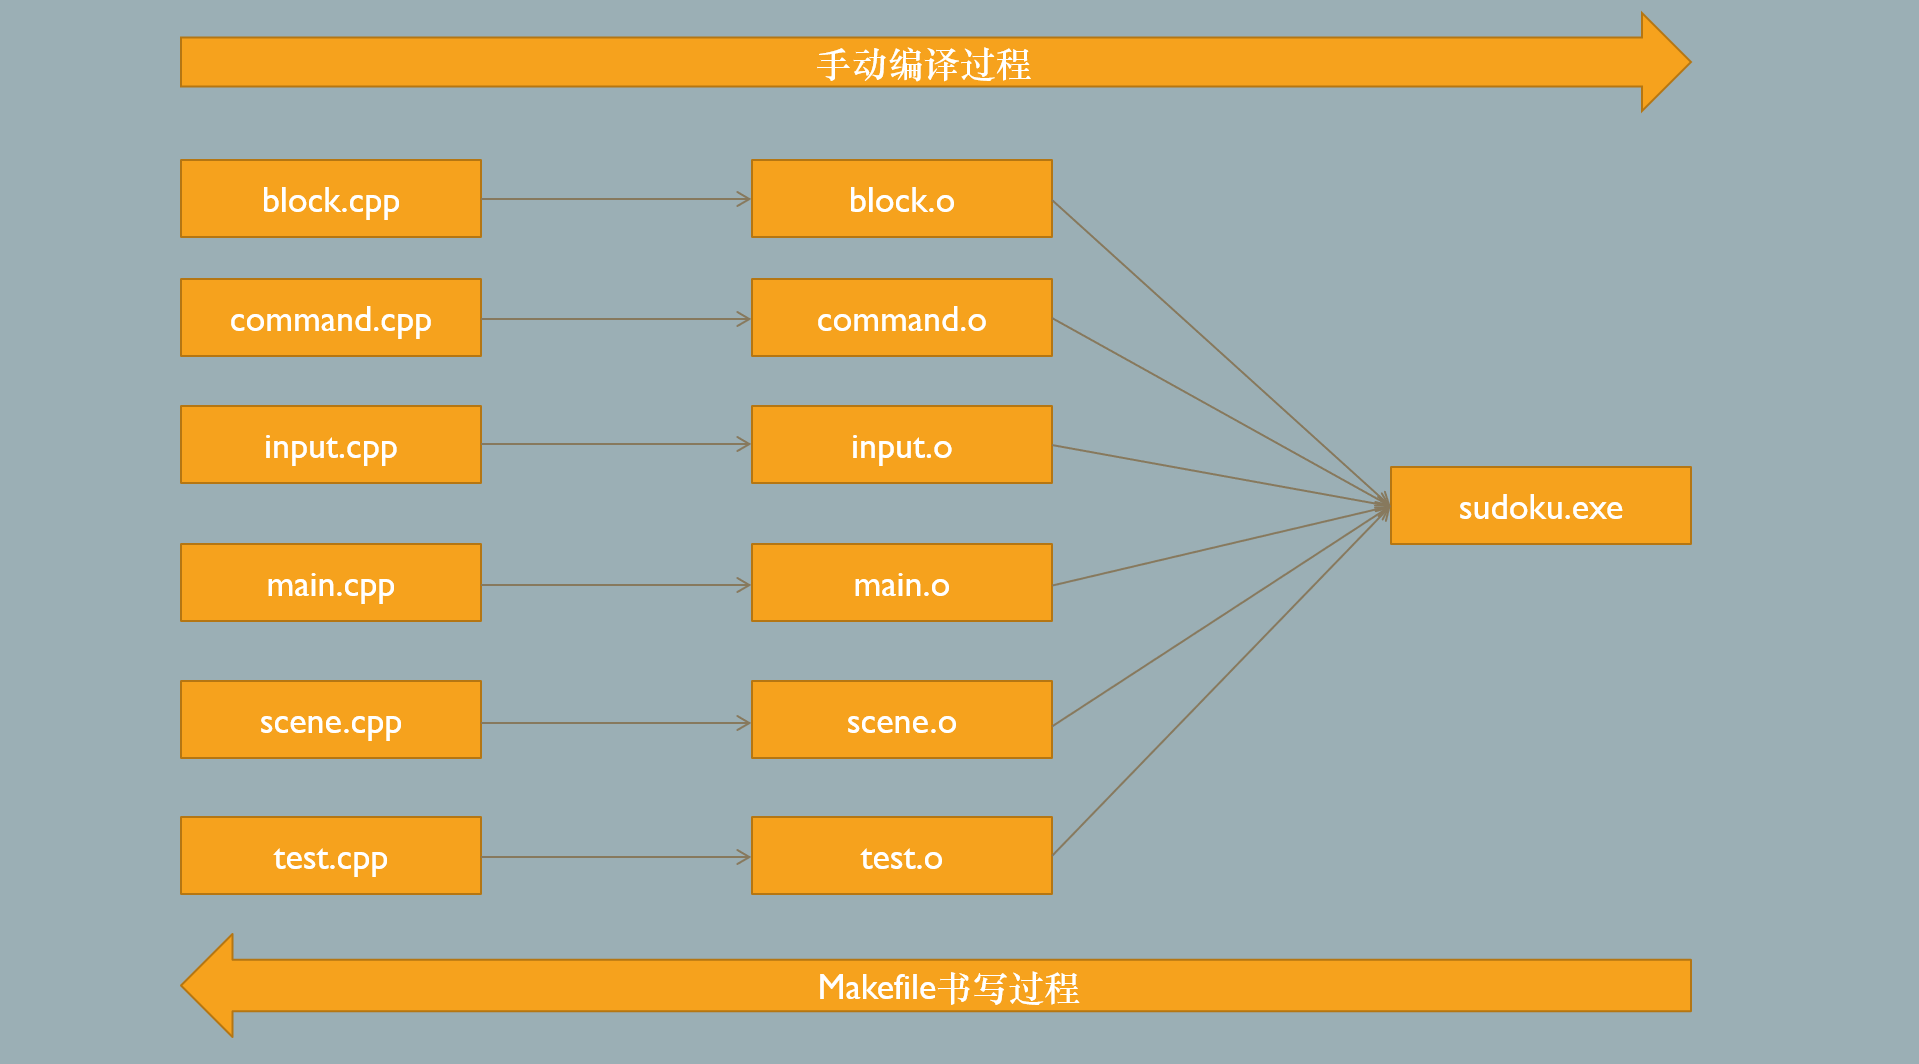 手动编译过程
block.cpp
block.o
command.cpp
command.o
input.cpp
input.o
sudoku.exe
main.cpp
main.o
scene.cpp
scene.o
test.cpp
test.o
Makefile书写过程